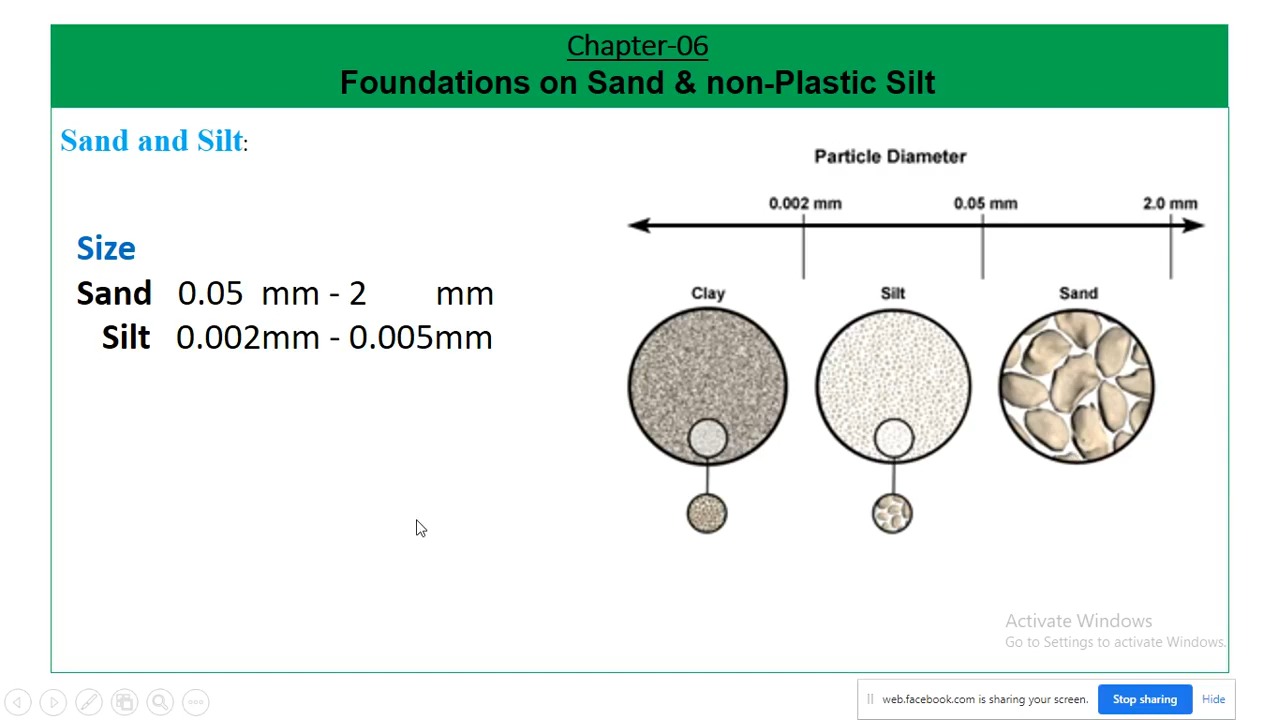 Chapter-06
Foundations on Sand & non-Plastic Silt
Sand and Silt:
Size
Sand 0.05 mm - 2 mm
Silt 0.002mm - 0.005mm
Particle Diameter
0.002 mm 0.05 mm 2.0 mm
Clay Silt Sand
Activate Windows
Go to Settings to activate Windows.
web.facebook.com is sharing your screen. Stop sharing Hide